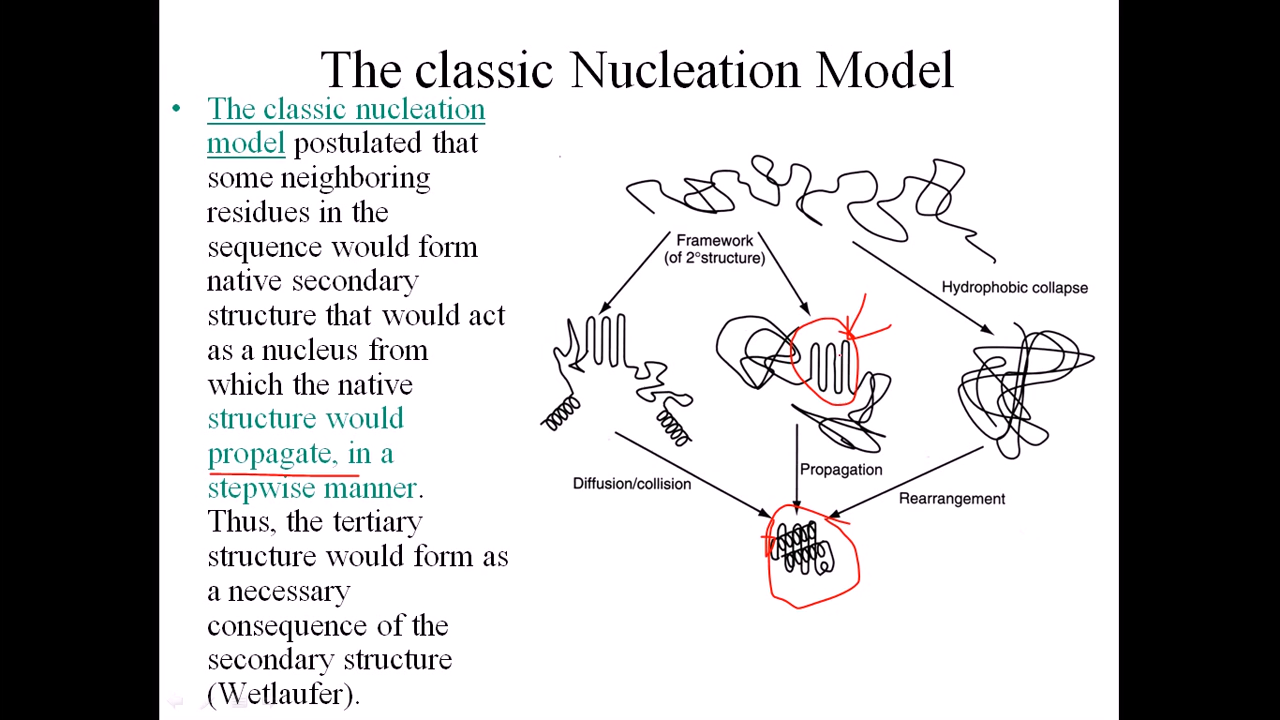 The classic Nucleation Model
• The classic nucleation
model postulated that
some neighboring
residues in the
sequence would form
native secondary
structure that would act
as a nucleus from
which the native
structure would
propagate, in a
stepwise manner.
Thus, the tertiary
structure would form as
a necessary
consequence of the
secondary structure
(Wetlaufer).
Framework
(of 2°structure)
Hydrophobic collapse
Diffusion/collision
Propagation
Rearrangement